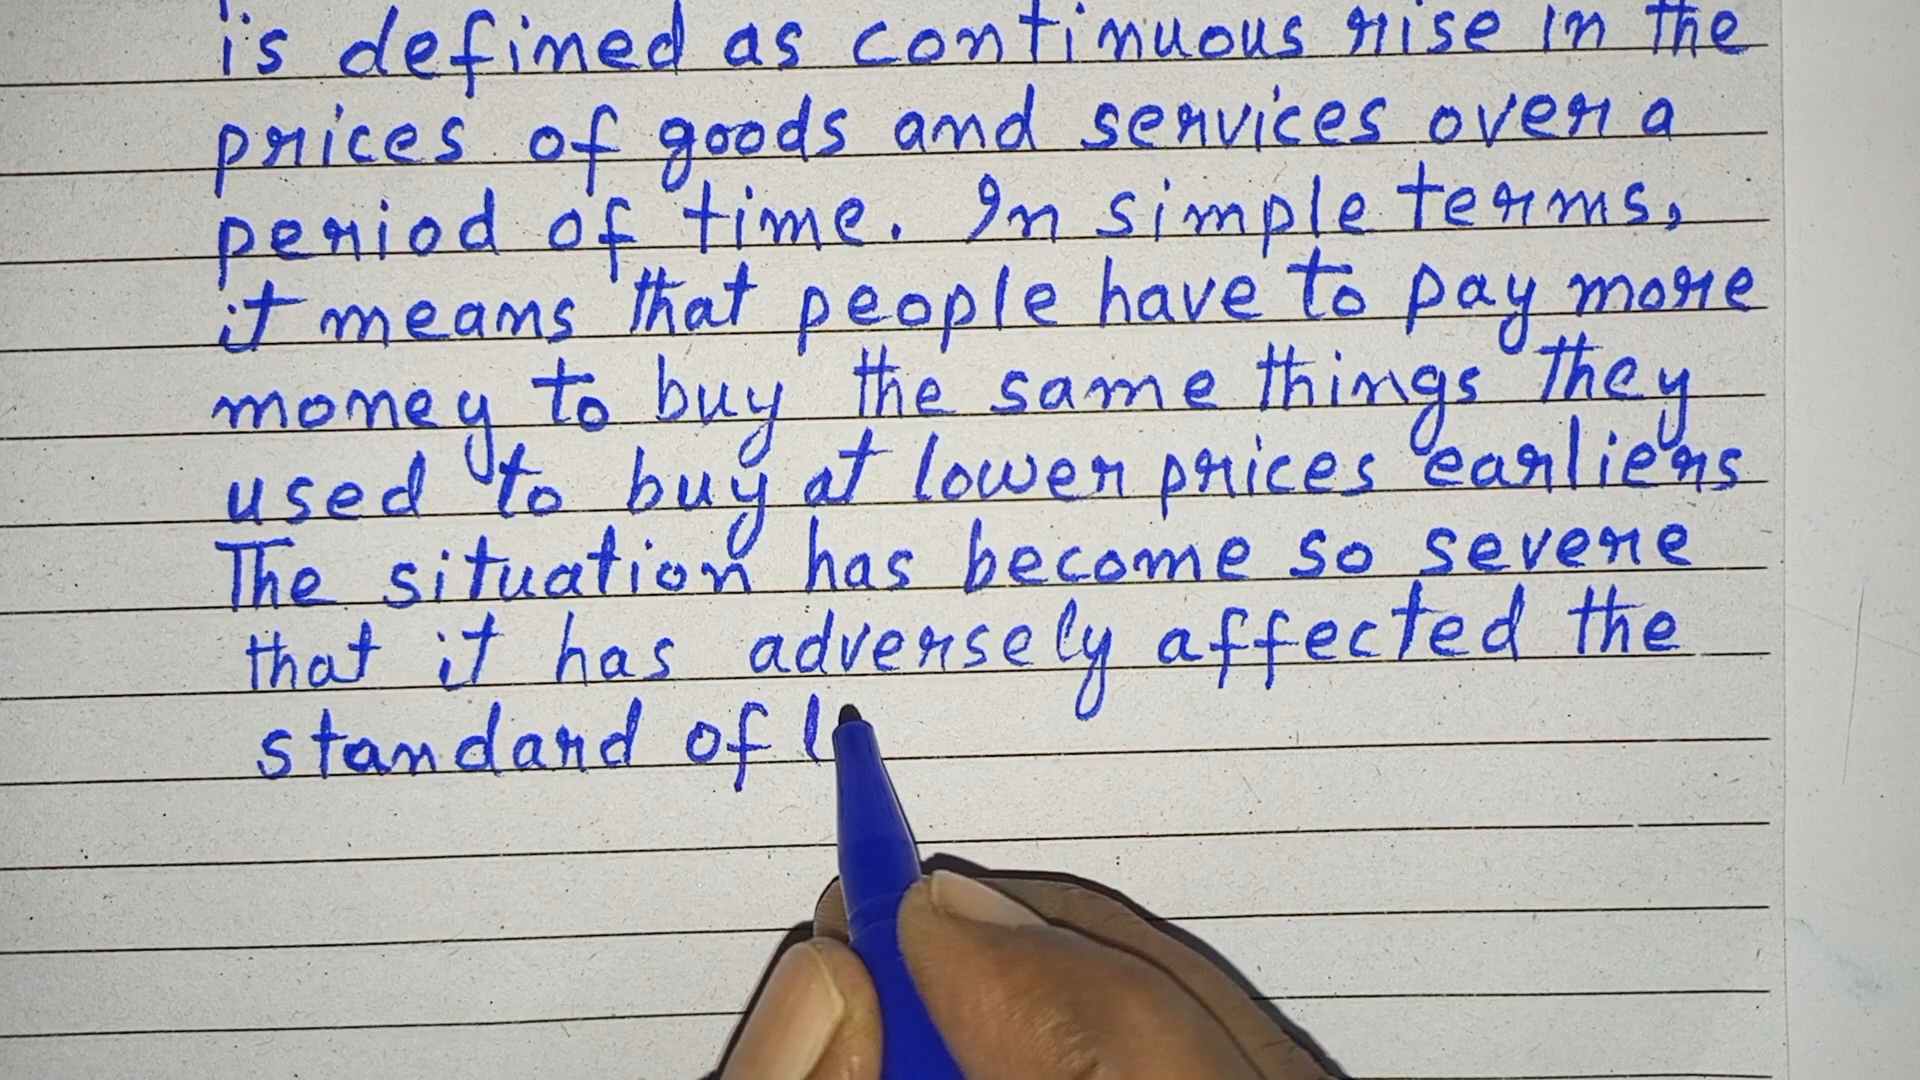 is defined as continuous rise in the
prices of goods and services over a
period of time. In simple terms,
it means that people have to pay more
money to buy the same things they
used to buy at lower prices earliers
The situation has become so severe
that it has adversely affected the
standard of l